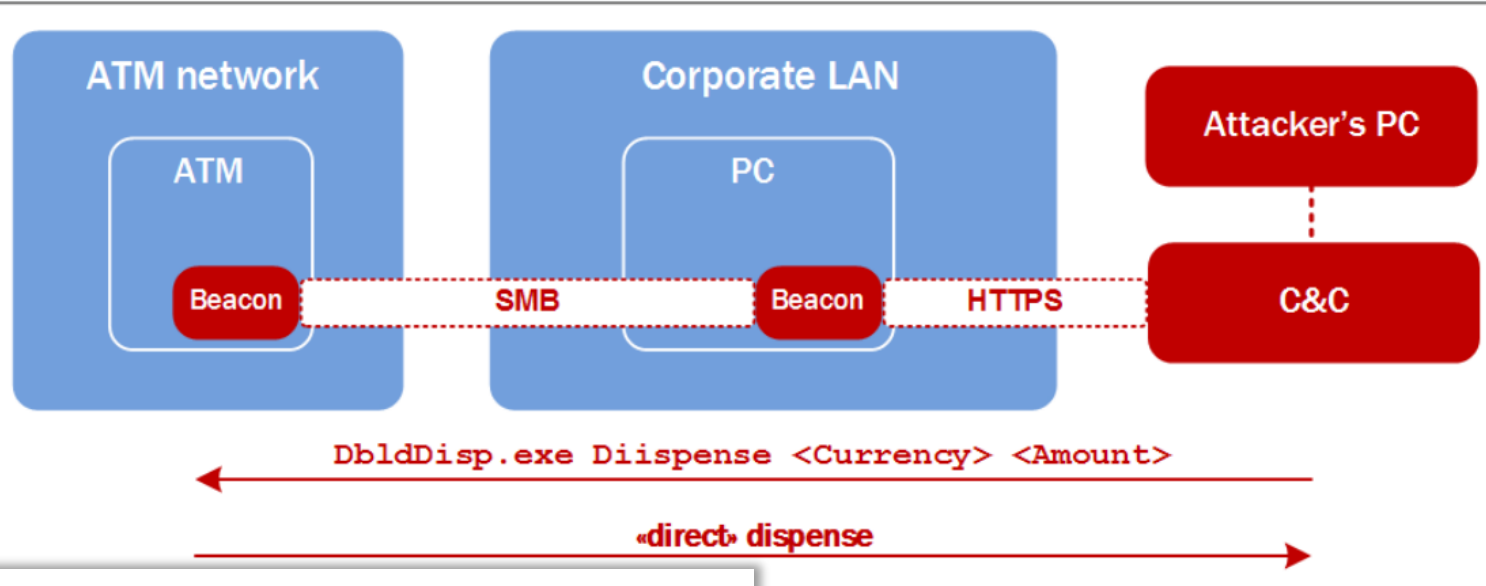 ATM network
Corporate LAN
Attacker's PC
ATM
PC
Beacon
SMB
Beacon
HTTPS
C&C
DbldDisp.exe Diispense <Currency> <Amount>
«direct» dispense